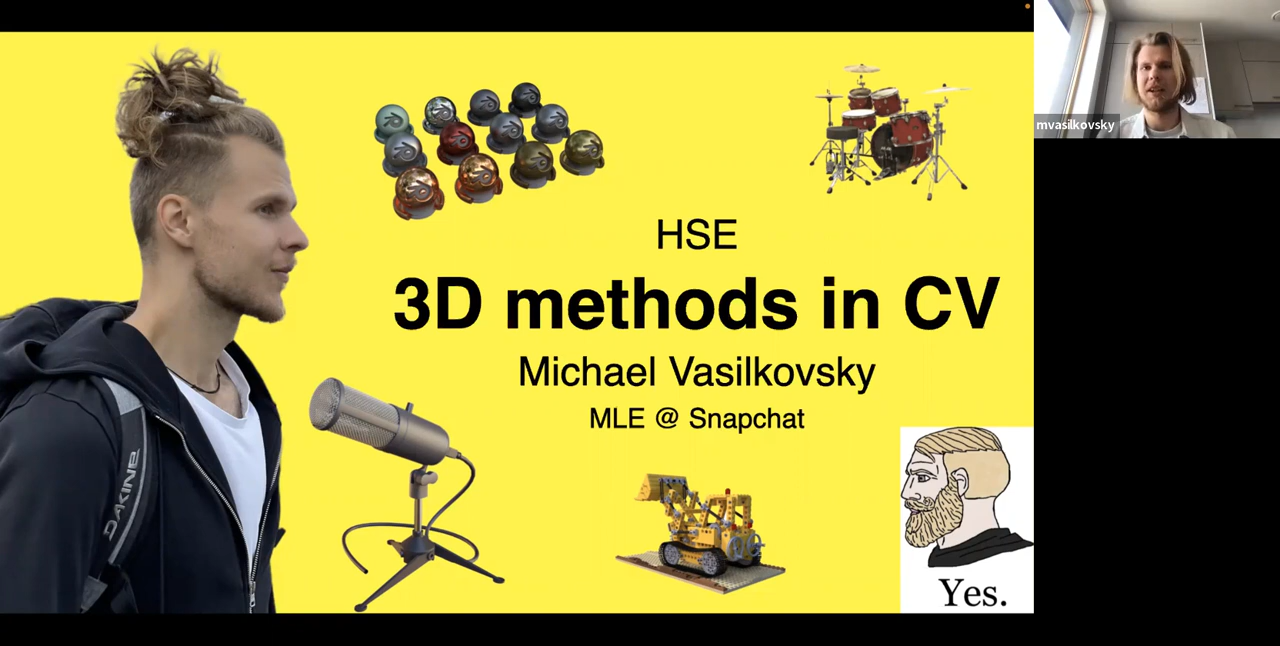 HSE
3D methods in CV
Michael Vasilkovsky
MLE @ Snapchat
DAKINE
Yes.
mvasilkovsky